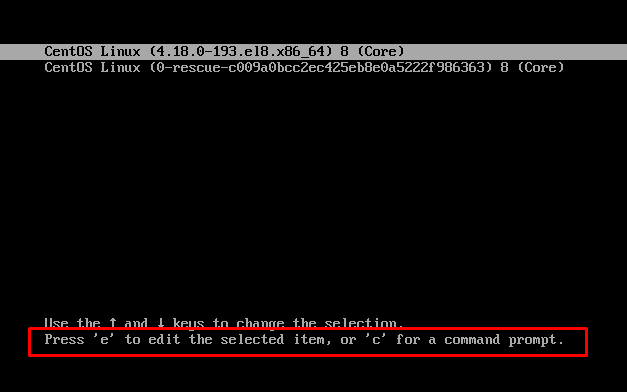 CentOS Linux (4.18.0-193.el8.x86_64) 8 (Core)
CentOS Linux (0-rescue-c009a0bcc2ec425eb8e0a5222f986363) 8 (Core)
Use the ↑ and ↓ keys to change the selection.
Press 'e' to edit the selected item, or 'c' for a command prompt.